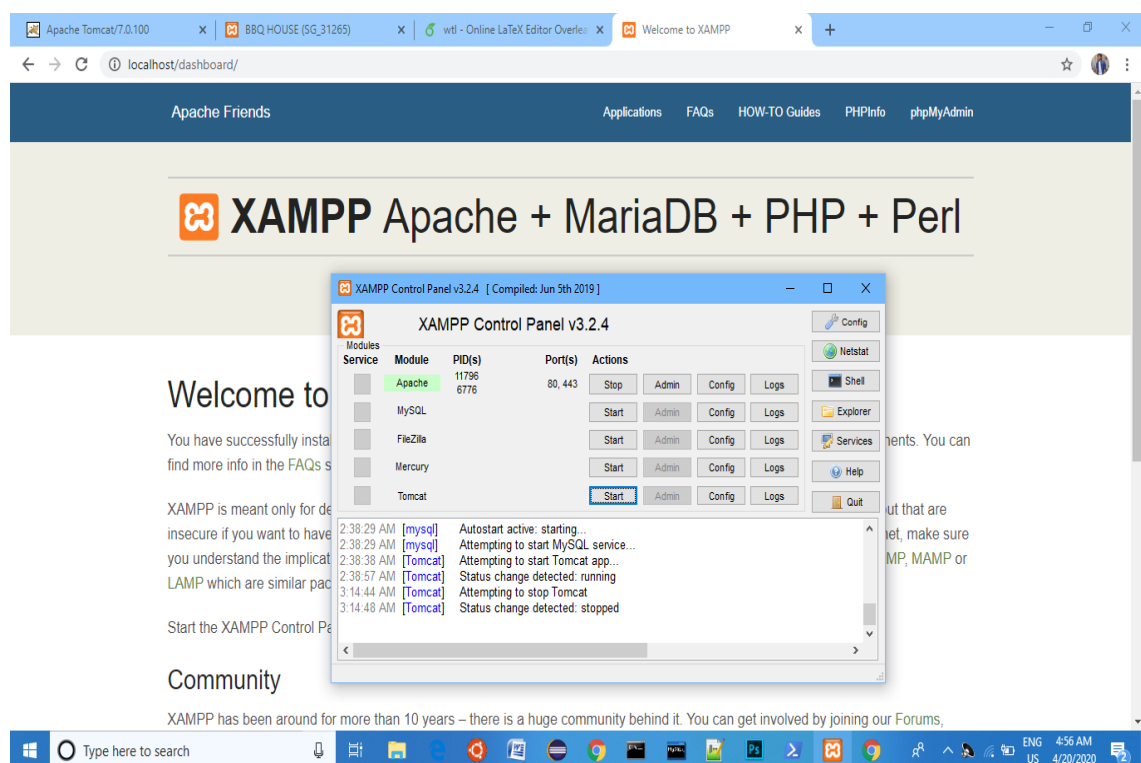 Apache Tomcat/7.0.100
BBQ HOUSE (SG_31265)
wtl - Online LaTeX Editor Overlea
Welcome to XAMPP
localhost/dashboard/
Apache Friends
Applications FAQs HOW-TO Guides PHPInfo phpMyAdmin
XAMPP Apache + MariaDB + PHP + Perl
XAMPP Control Panel v3.2.4 [ Compiled: Jun 5th 2019 ]
XAMPP Control Panel v3.2.4
Modules
Service Module PID(s) Port(s) Actions
Apache 11796 6776 80, 443 Stop Admin Config Logs
MySQL Start Admin Config Logs
FileZilla Start Admin Config Logs
Mercury Start Admin Config Logs
Tomcat Start Admin Config Logs
Config
Netstat
Shell
Explorer
Services
Help
Quit
2:38:29 AM [mysql] Autostart active: starting...
2:38:29 AM [mysql] Attempting to start MySQL service...
2:38:38 AM [Tomcat] Attempting to start Tomcat app...
2:38:57 AM [Tomcat] Status change detected: running
3:14:44 AM [Tomcat] Attempting to stop Tomcat
3:14:48 AM [Tomcat] Status change detected: stopped
Welcome to
You have successfully insta ents. You can
find more info in the FAQs s
XAMPP is meant only for de ut that are
insecure if you want to have et, make sure
you understand the implicat MP, MAMP or
LAMP which are similar pac
Start the XAMPP Control Pa
Community
XAMPP has been around for more than 10 years – there is a huge community behind it. You can get involved by joining our Forums,
Type here to search
Ps
ENG
US
4:56 AM
4/20/2020
2